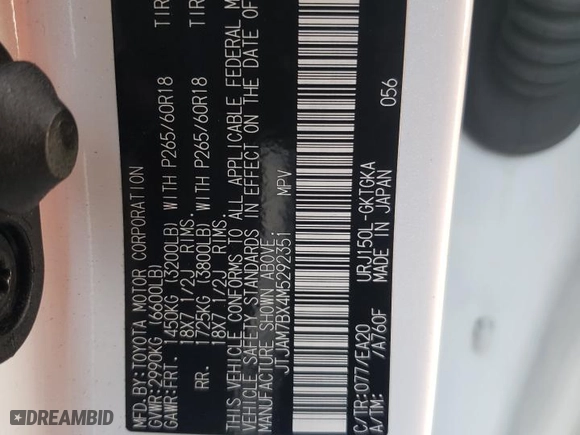 MFD.BY:TOYOTA MOTOR CORPORATION
GVWR:2990KG (6600LB)
GAWR:FRT. 1450KG (3200LB) WITH P265/60R18 TIR
18X7 1/2J RIMS.
RR. 1725KG (3800LB) WITH P265/60R18 TIR
18X7 1/2J RIMS.
THIS VEHICLE CONFORMS TO ALL APPLICABLE FEDERAL M
VEHICLE SAFETY STANDARDS IN EFFECT ON THE DATE OF
MANUFACTURE SHOWN ABOVE.
JTJAM7BX4N5292351 MPV
C/TR:077/EA20 URJ150L-GKTGKA
A/TM: /A760F MADE IN JAPAN
056
DREAMBID